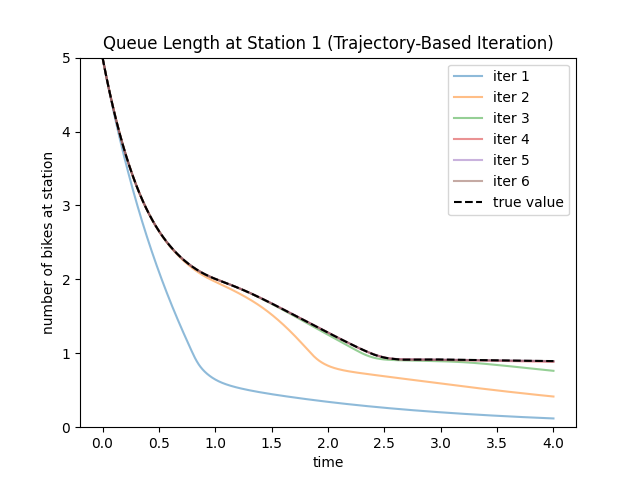 Queue Length at Station 1 (Trajectory-Based Iteration)
iter 1
iter 2
iter 3
iter 4
iter 5
iter 6
true value
number of bikes at station
5
4
3
2
1
0
0.0 0.5 1.0 1.5 2.0 2.5 3.0 3.5 4.0
time